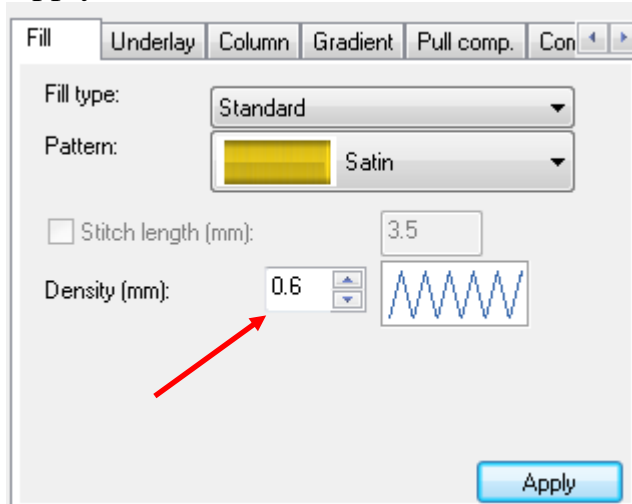 Fill Underlay Column Gradient Pull comp.
Fill type: Standard
Pattern: Satin
Stitch length (mm): 3.5
Density (mm): 0.6
Apply